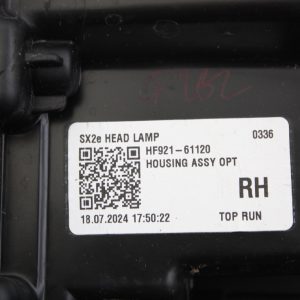 SX2e HEAD LAMP 0336
HF921-61120
HOUSING ASSY OPT
RH
18.07.2024 17:50:22 TOP RUN